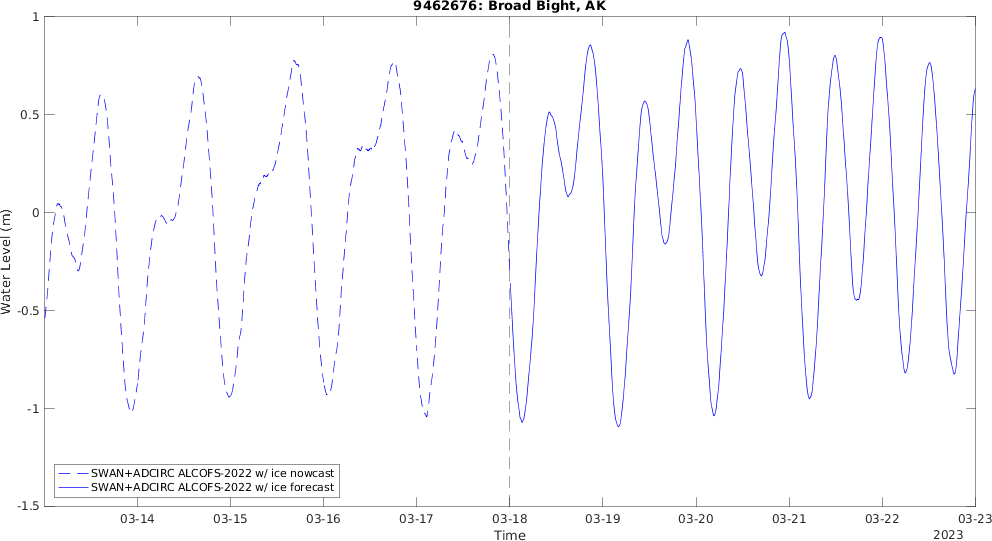 9462676: Broad Bight, AK
1
0.5
0
-0.5
-1
-1.5
Water Level (m)
SWAN+ADCIRC ALCOFS-2022 w/ ice nowcast
SWAN+ADCIRC ALCOFS-2022 w/ ice forecast
03-14 03-15 03-16 03-17 03-18 03-19 03-20 03-21 03-22 03-23
Time
2023